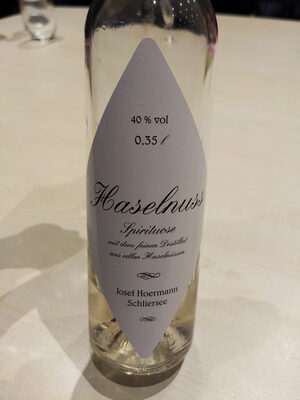 40 % vol
0,35 l
Haselnuss
Spirituose
mit dem feinen Destillat
aus edlen Haselnüssen
Josef Hoermann
Schliersee